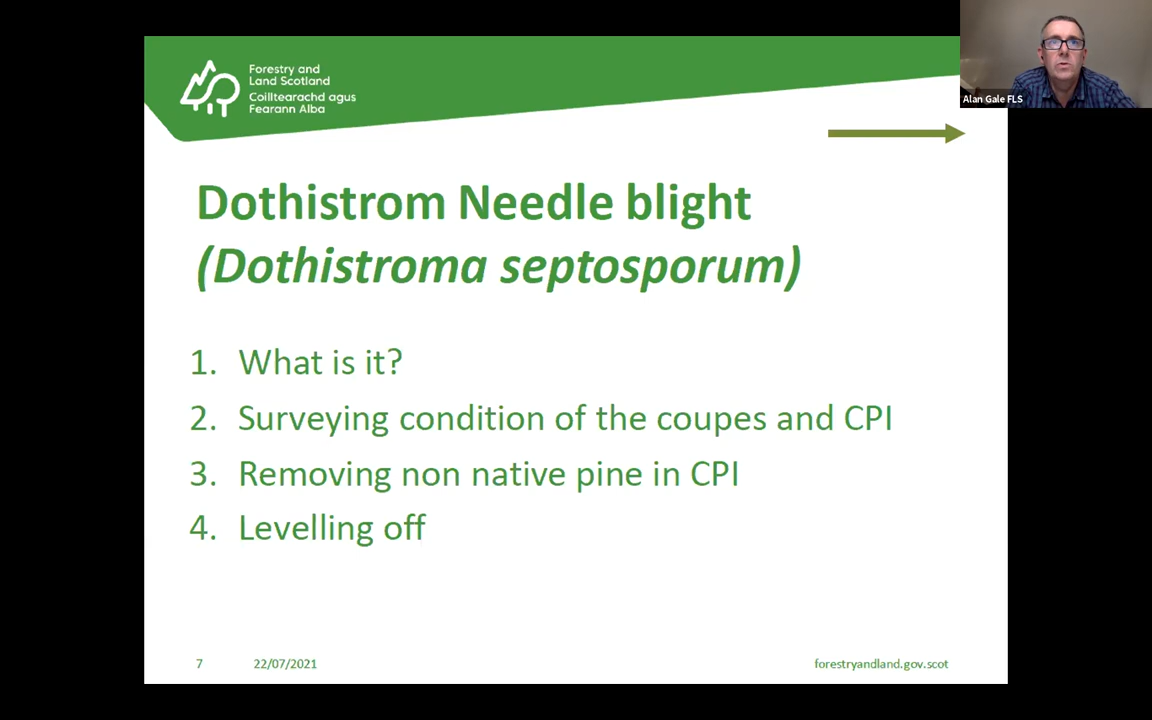 Forestry and
Land Scotland
Coilltearachd agus
Fearann Alba
Alan Gale FLS
Dothistrom Needle blight
(Dothistroma septosporum)
1. What is it?
2. Surveying condition of the coupes and CPI
3. Removing non native pine in CPI
4. Levelling off
7 22/07/2021 forestryandland.gov.scot